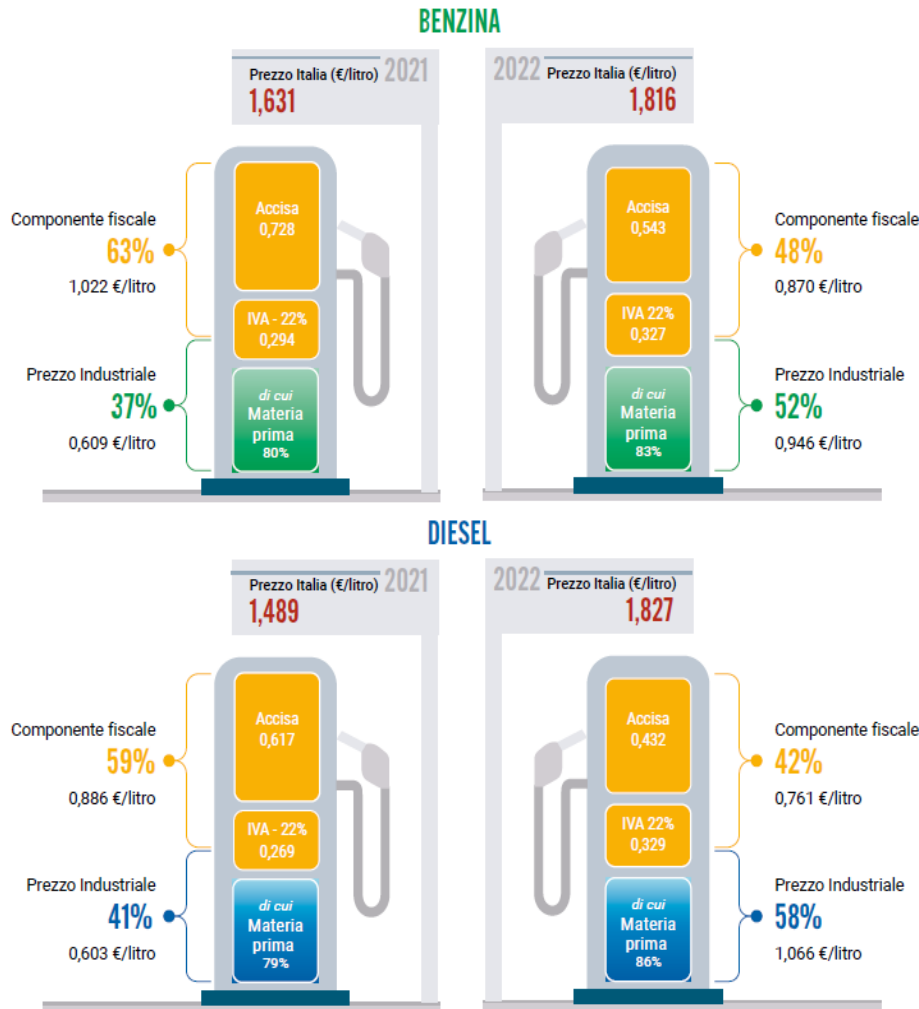 BENZINA
Prezzo Italia (€/litro) 2021
1,631
Componente fiscale
63%
1,022 €/litro
Prezzo Industriale
37%
0,609 €/litro
Accisa
0,728
IVA - 22%
0,294
di cui
Materia
prima
80%
2022 Prezzo Italia (€/litro)
1,816
Accisa
0,543
IVA 22%
0,327
di cui
Materia
prima
83%
Componente fiscale
48%
0,870 €/litro
Prezzo Industriale
52%
0,946 €/litro
DIESEL
Prezzo Italia (€/litro) 2021
1,489
Componente fiscale
59%
0,886 €/litro
Prezzo Industriale
41%
0,603 €/litro
Accisa
0,617
IVA - 22%
0,269
di cui
Materia
prima
79%
2022 Prezzo Italia (€/litro)
1,827
Accisa
0,432
IVA 22%
0,329
di cui
Materia
prima
86%
Componente fiscale
42%
0,761 €/litro
Prezzo Industriale
58%
1,066 €/litro